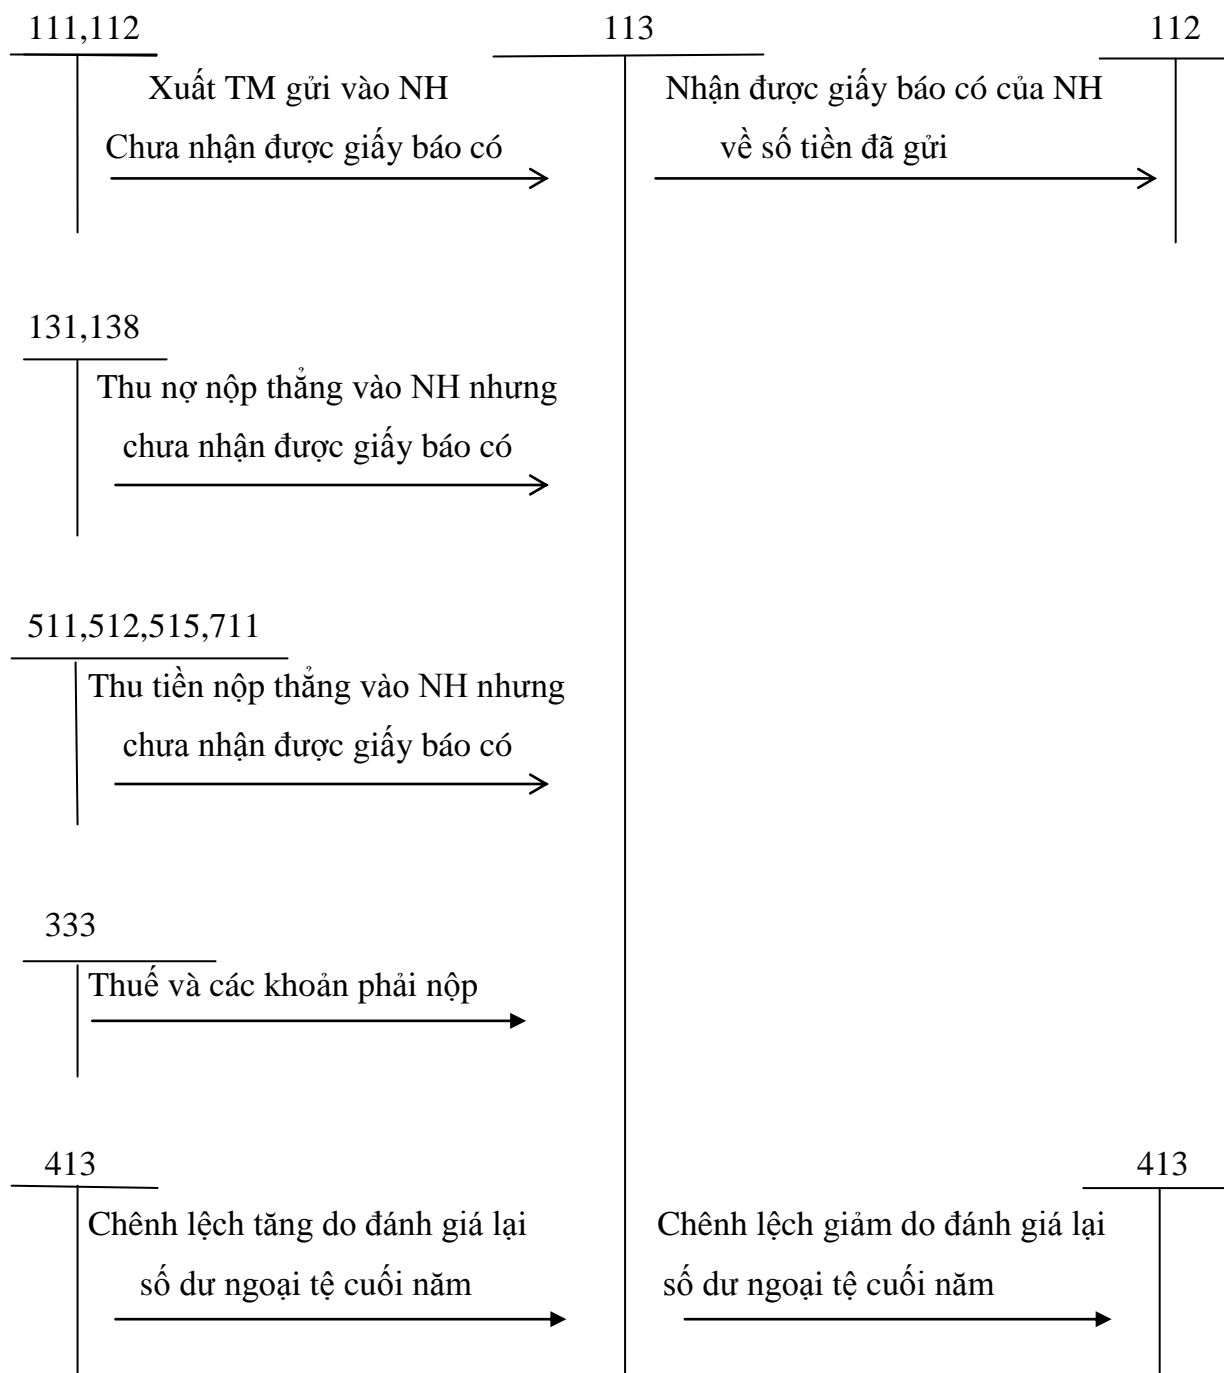 111,112
113
112
Xuất TM gửi vào NH
Chưa nhận được giấy báo có
Nhận được giấy báo có của NH
về số tiền đã gửi
131,138
Thu nợ nộp thẳng vào NH nhưng
chưa nhận được giấy báo có
511,512,515,711
Thu tiền nộp thẳng vào NH nhưng
chưa nhận được giấy báo có
333
Thuế và các khoản phải nộp
413
413
Chênh lệch tăng do đánh giá lại
số dư ngoại tệ cuối năm
Chênh lệch giảm do đánh giá lại
số dư ngoại tệ cuối năm